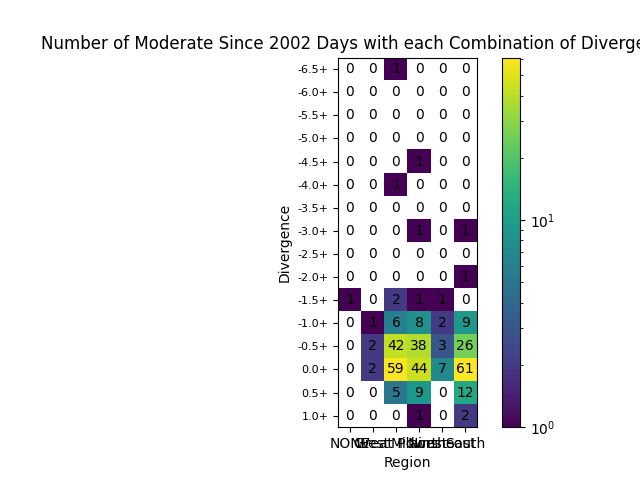 Number of Moderate Since 2002 Days with each Combination of Diverge
-6.5+ 0 0 1 0 0 0
-6.0+ 0 0 0 0 0 0
-5.5+ 0 0 0 0 0 0
-5.0+ 0 0 0 0 0 0
-4.5+ 0 0 0 1 0 0
-4.0+ 0 0 1 0 0 0
-3.5+ 0 0 0 0 0 0
-3.0+ 0 0 0 1 0 1
-2.5+ 0 0 0 0 0 0
-2.0+ 0 0 0 0 0 1
-1.5+ 1 0 2 1 1 0
-1.0+ 0 1 6 8 2 9
-0.5+ 0 2 42 38 3 26
0.0+ 0 2 59 44 7 61
0.5+ 0 0 5 9 0 12
1.0+ 0 0 0 1 0 2
Divergence
South
Region
10¹
10⁰